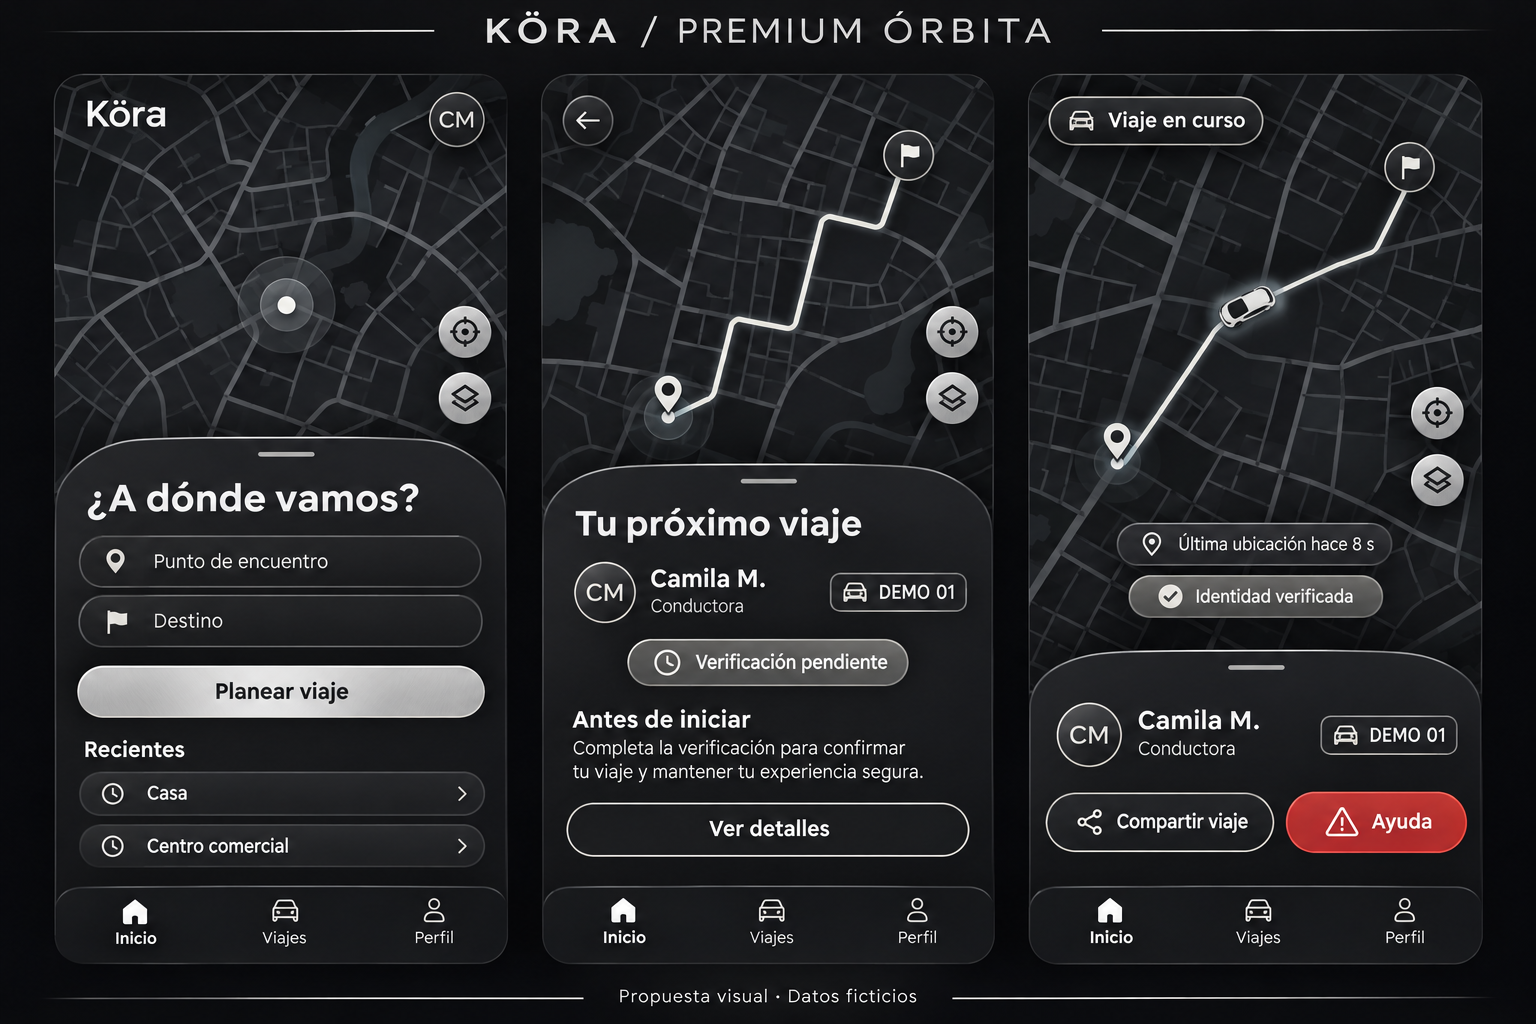 KÖRA / PREMIUM ÓRBITA
Köra
CM
¿A dónde vamos?
Punto de encuentro
Destino
Planear viaje
Recientes
Casa
Centro comercial
Inicio
Viajes
Perfil
Tu próximo viaje
CM
Camila M.
Conductora
DEMO 01
Verificación pendiente
Antes de iniciar
Completa la verificación para confirmar
tu viaje y mantener tu experiencia segura.
Ver detalles
Inicio
Viajes
Perfil
Viaje en curso
Última ubicación hace 8 s
Identidad verificada
CM
Camila M.
Conductora
DEMO 01
Compartir viaje
Ayuda
Inicio
Viajes
Perfil
Propuesta visual · Datos ficticios